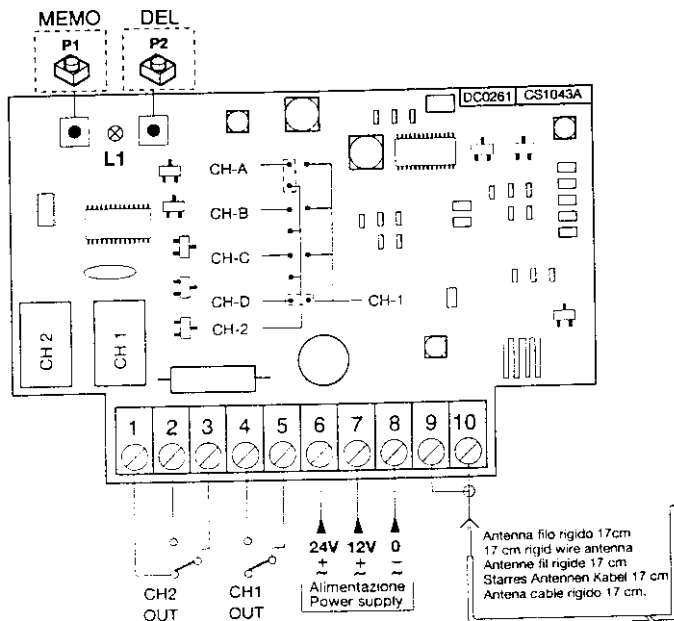 MEMO DEL
P1 P2
DC0261 CS1043A
L1
CH-A
CH-B
CH-C
CH-D CH-1
CH-2
CH 2 CH 1
1 2 3 4 5 6 7 8 9 10
24V 12V 0
± ± −
~ ~ ~
Alimentazione
Power supply
CH2 CH1
OUT OUT
Antenna filo rigido 17cm
17 cm rigid wire antenna
Antenne fil rigide 17 cm
Starres Antennen Kabel 17 cm
Antena cable rigido 17 cm.